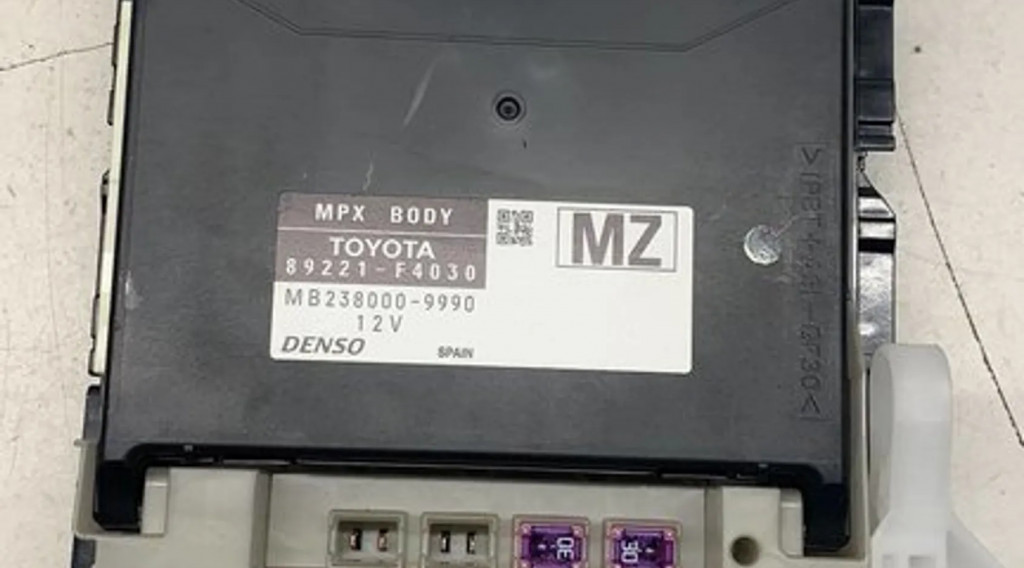 MPX BODY
TOYOTA
89221-F4030
MB238000-9990
12V
DENSO
SPAIN
MZ
30
30